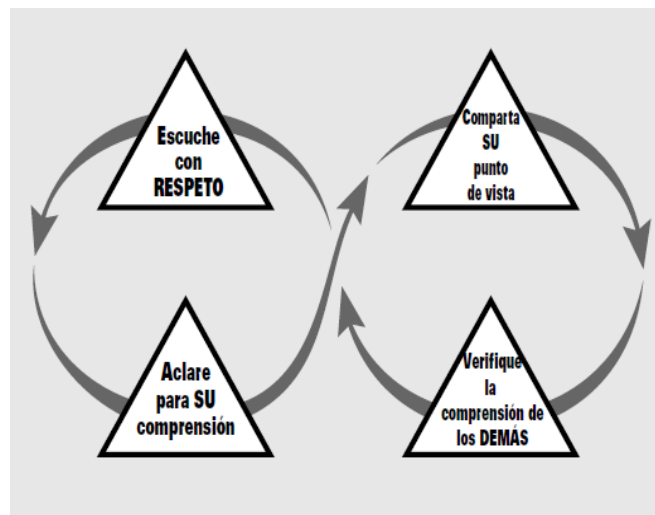 Escuche
con
RESPETO
Aclare
para SU
comprensión
Comparta
SU
punto
de vista
Verifique
la
comprensión de
los DEMÁS